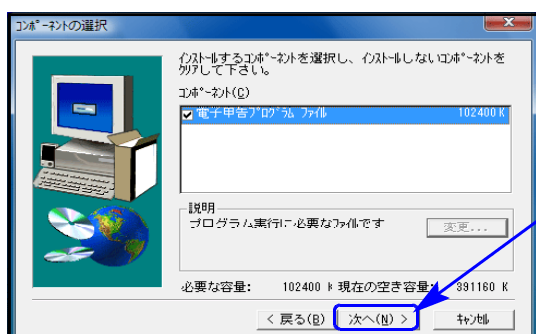 コンポーネントの選択
インストールするコンポーネントを選択し、インストールしないコンポーネントを
クリアして下さい。
コンポーネント(C)
電子申告プログラム ファイル 102400 K
説明
プログラム実行に必要なファイルです
変更...
必要な容量: 102400 K 現在の空き容量: 391160 K
< 戻る(B) 次へ(N) > キャンセル